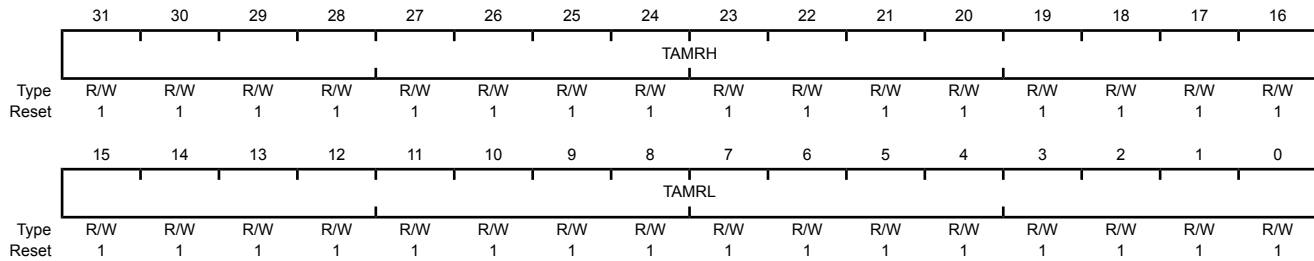 31 30 29 28 27 26 25 24 23 22 21 20 19 18 17 16
TAMRH
Type R/W R/W R/W R/W R/W R/W R/W R/W R/W R/W R/W R/W R/W R/W R/W R/W
Reset 1 1 1 1 1 1 1 1 1 1 1 1 1 1 1 1
15 14 13 12 11 10 9 8 7 6 5 4 3 2 1 0
TAMRL
Type R/W R/W R/W R/W R/W R/W R/W R/W R/W R/W R/W R/W R/W R/W R/W R/W
Reset 1 1 1 1 1 1 1 1 1 1 1 1 1 1 1 1